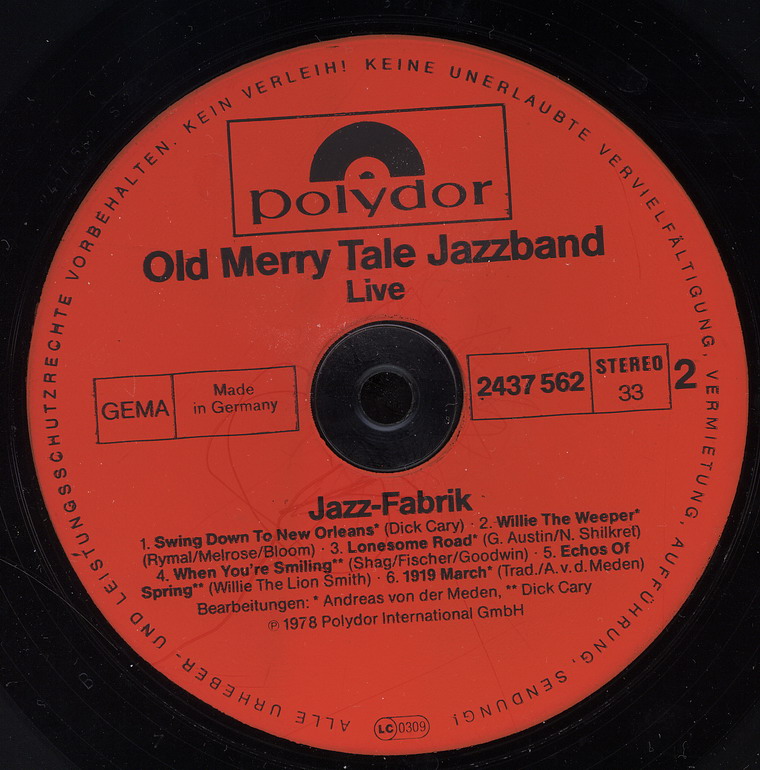 ALLE URHEBER- UND LEISTUNGSSCHUTZRECHTE VORBEHALTEN. KEIN VERLEIH! KEINE UNERLAUBTE VERVIELFÄLTIGUNG, VERMIETUNG, AUFFÜHRUNG, SENDUNG!
polydor
Old Merry Tale Jazzband
Live
GEMA
Made
in Germany
2437 562
STEREO
33
2
Jazz-Fabrik
1. Swing Down To New Orleans* (Dick Cary) · 2. Willie The Weeper*
(Rymal/Melrose/Bloom) · 3. Lonesome Road* (G. Austin/N. Shilkret)
4. When You're Smiling** (Shag/Fischer/Goodwin) · 5. Echos Of
Spring** (Willie The Lion Smith) · 6. 1919 March* (Trad./A.v.d.Meden)
Bearbeitungen: * Andreas von der Meden, ** Dick Cary
℗ 1978 Polydor International GmbH
LC 0309